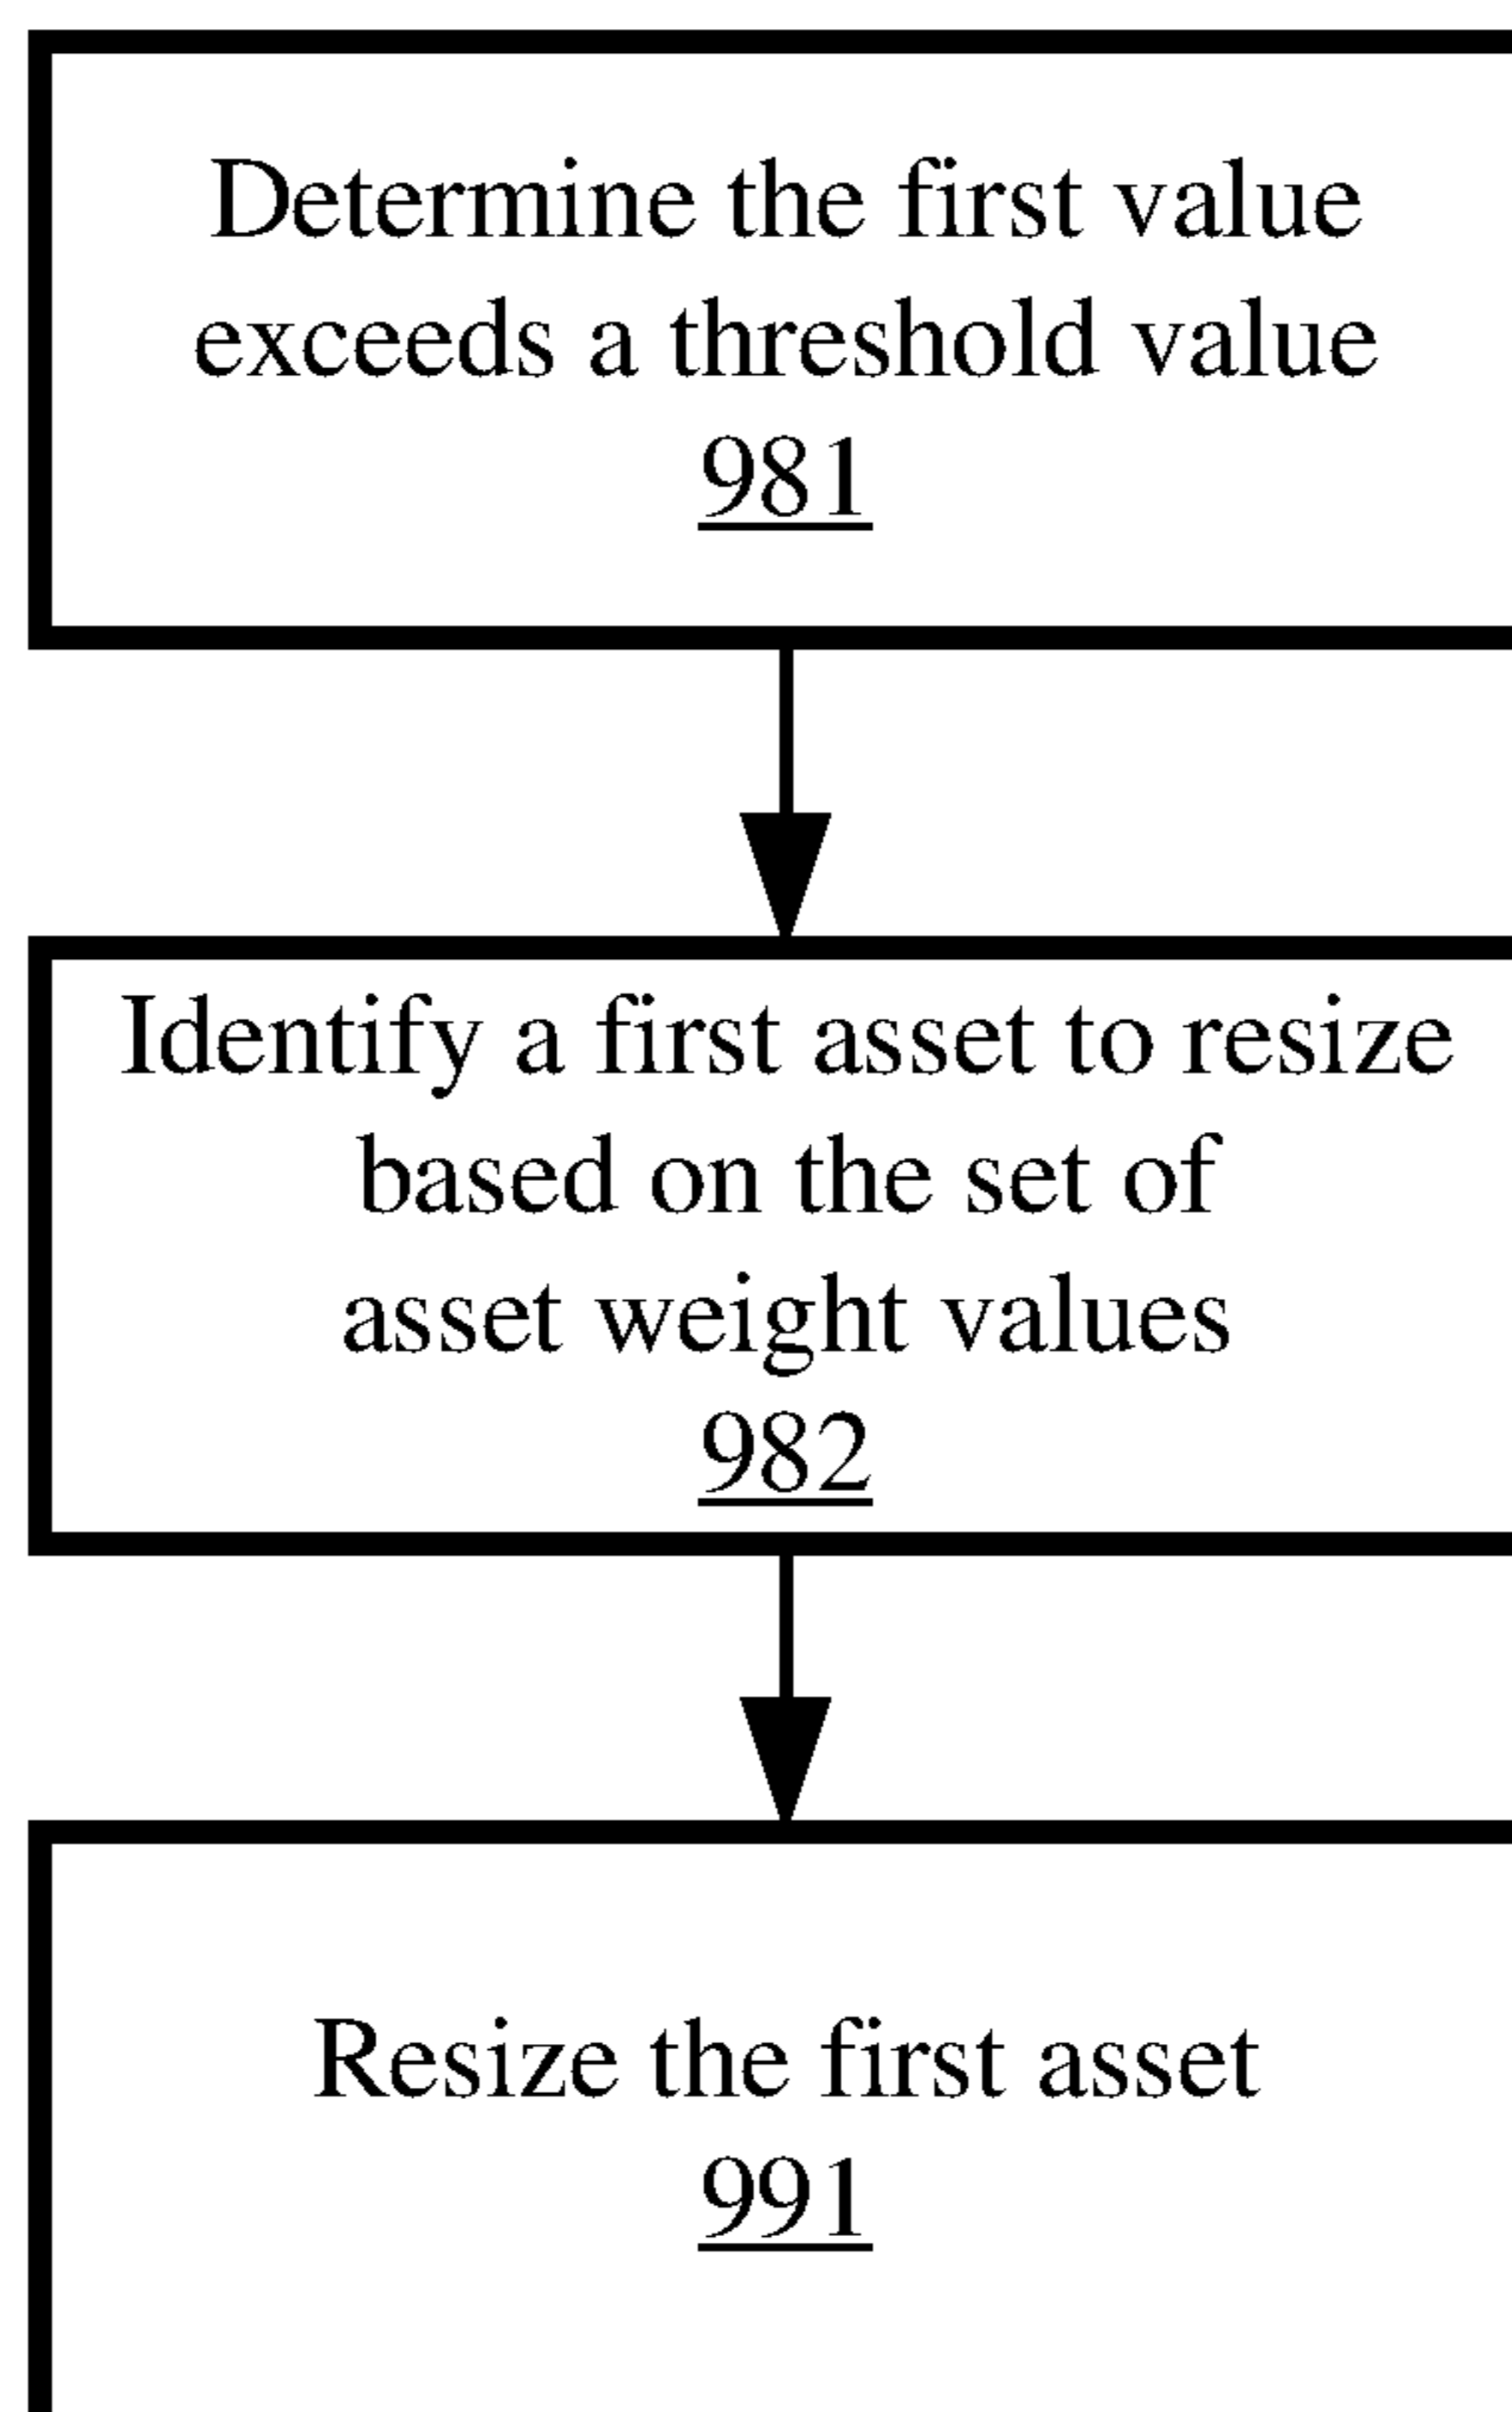 Determine the first value
exceeds a threshold value
981
Identify a first asset to resize
based on the set of
asset weight values
982
Resize the first asset
991